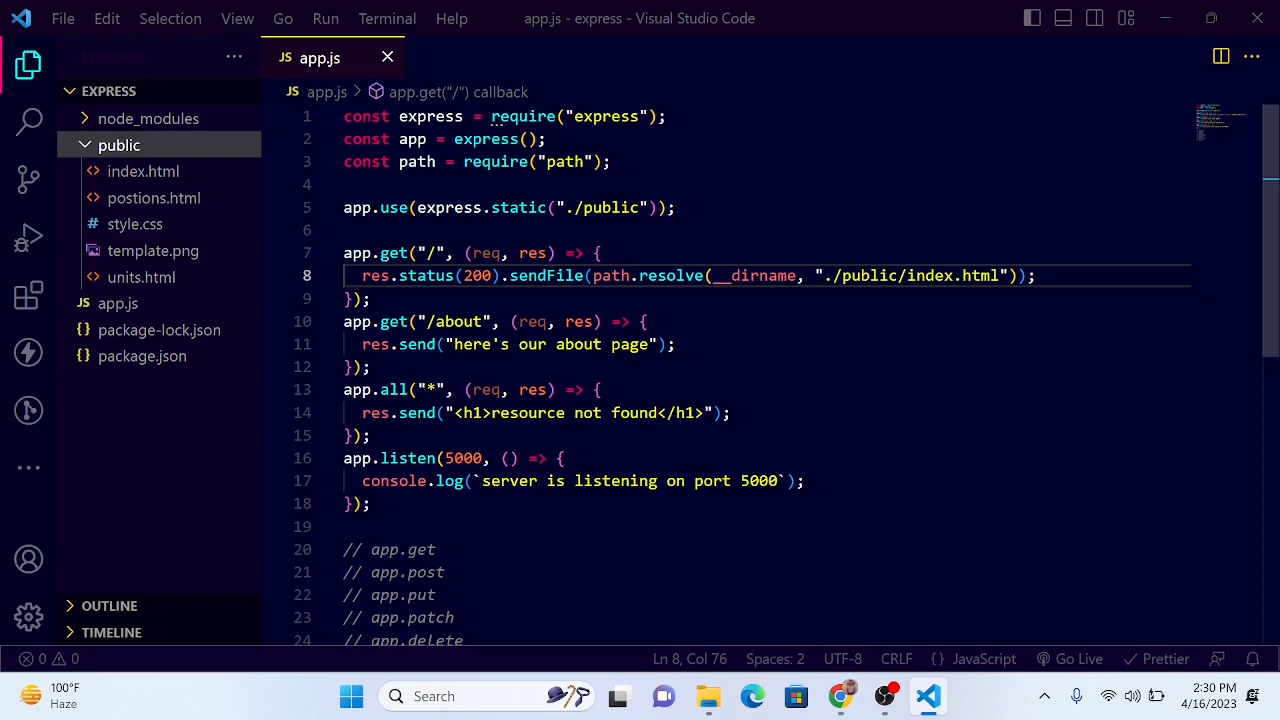 File Edit Selection View Go Run Terminal Help app.js - express - Visual Studio Code
JS app.js
EXPRESS
node_modules
public
index.html
postions.html
# style.css
template.png
units.html
JS app.js
{} package-lock.json
{} package.json
OUTLINE
TIMELINE
JS app.js > app.get("/") callback
1 const express = require("express");
2 const app = express();
3 const path = require("path");
4
5 app.use(express.static("./public"));
6
7 app.get("/", (req, res) => {
8 res.status(200).sendFile(path.resolve(__dirname, "./public/index.html"));
9 });
10 app.get("/about", (req, res) => {
11 res.send("here's our about page");
12 });
13 app.all("*", (req, res) => {
14 res.send("<h1>resource not found</h1>");
15 });
16 app.listen(5000, () => {
17 console.log(`server is listening on port 5000`);
18 });
19
20 // app.get
21 // app.post
22 // app.put
23 // app.patch
24 // app.delete
0 0 Ln 8, Col 76 Spaces: 2 UTF-8 CRLF {} JavaScript Go Live Prettier
100°F
Haze
Search
2:30 PM
4/16/2023